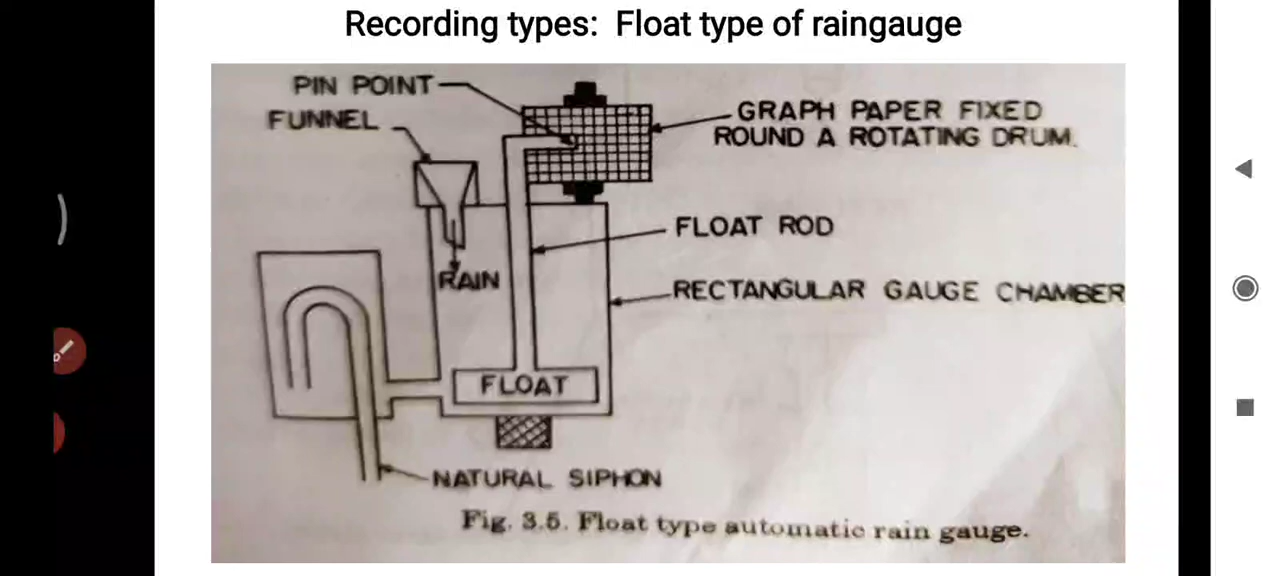 Recording types: Float type of raingauge
PIN POINT
FUNNEL
GRAPH PAPER FIXED
ROUND A ROTATING DRUM.
FLOAT ROD
RAIN
RECTANGULAR GAUGE CHAMBER
FLOAT
NATURAL SIPHON
Fig. 3.5. Float type automatic rain gauge.